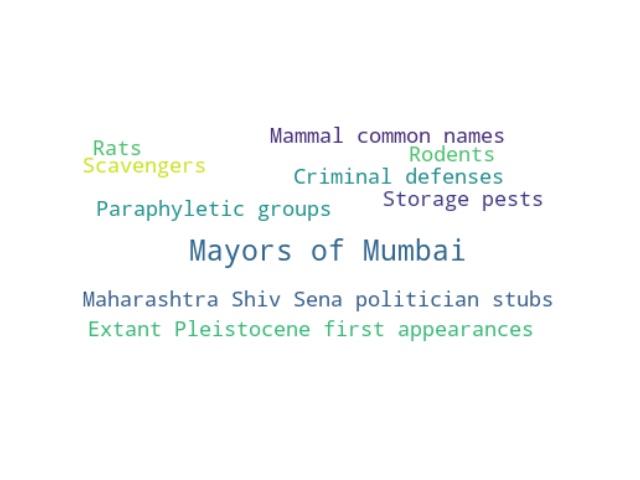 Mammal common names
Rats
Rodents
Scavengers
Criminal defenses
Storage pests
Paraphyletic groups
Mayors of Mumbai
Maharashtra Shiv Sena politician stubs
Extant Pleistocene first appearances